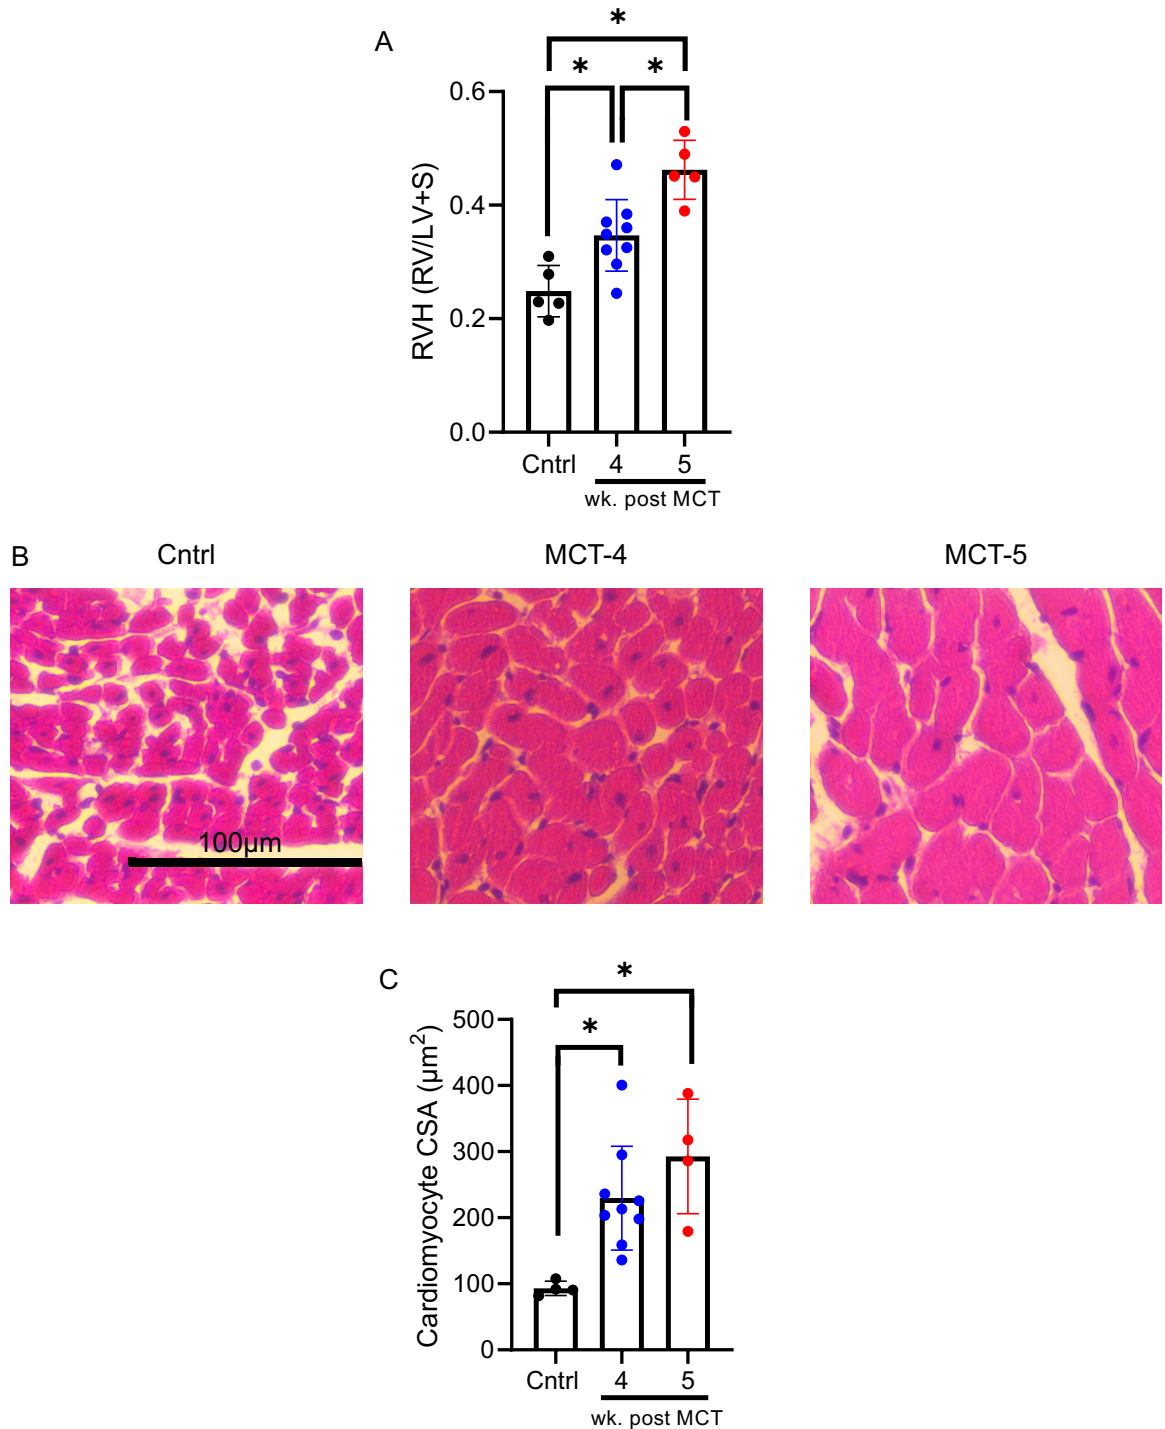 A
*
* *
RVH (RV/LV+S)
0.6
0.4
0.2
0.0
Cntrl 4 5
wk. post MCT
B Cntrl MCT-4 MCT-5
100µm
C
*
*
Cardiomyocyte CSA (µm²)
500
400
300
200
100
0
Cntrl 4 5
wk. post MCT